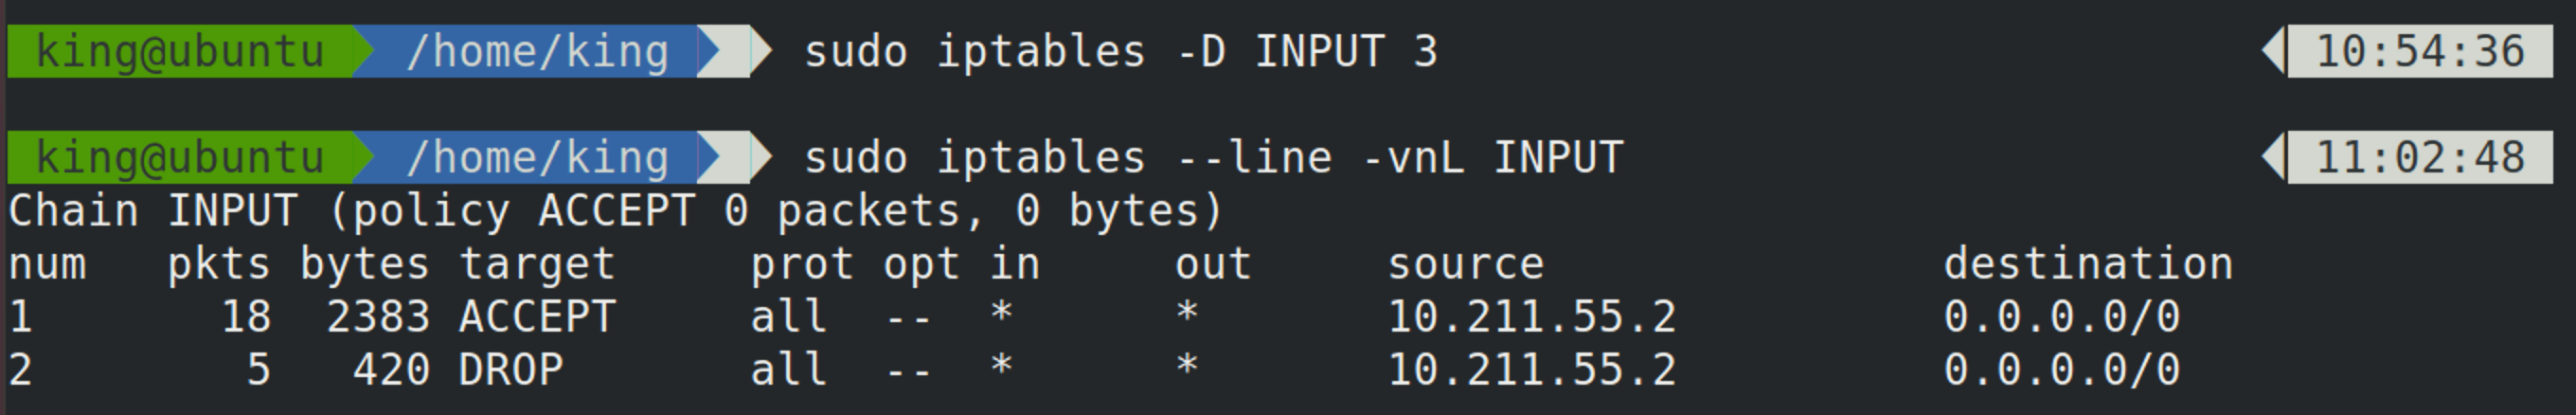 king@ubuntu /home/king sudo iptables -D INPUT 3 10:54:36
king@ubuntu /home/king sudo iptables --line -vnL INPUT 11:02:48
Chain INPUT (policy ACCEPT 0 packets, 0 bytes)
num pkts bytes target prot opt in out source destination
1 18 2383 ACCEPT all -- * * 10.211.55.2 0.0.0.0/0
2 5 420 DROP all -- * * 10.211.55.2 0.0.0.0/0